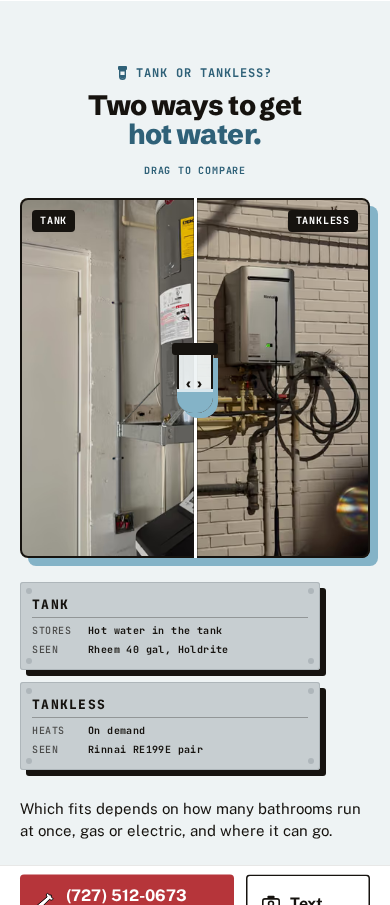 TANK OR TANKLESS?
Two ways to get
hot water.
DRAG TO COMPARE
TANK
TANKLESS
TANK
STORES Hot water in the tank
SEEN Rheem 40 gal, Holdrite
TANKLESS
HEATS On demand
SEEN Rinnai RE199E pair
Which fits depends on how many bathrooms run
at once, gas or electric, and where it can go.
(727) 512-0673
Text